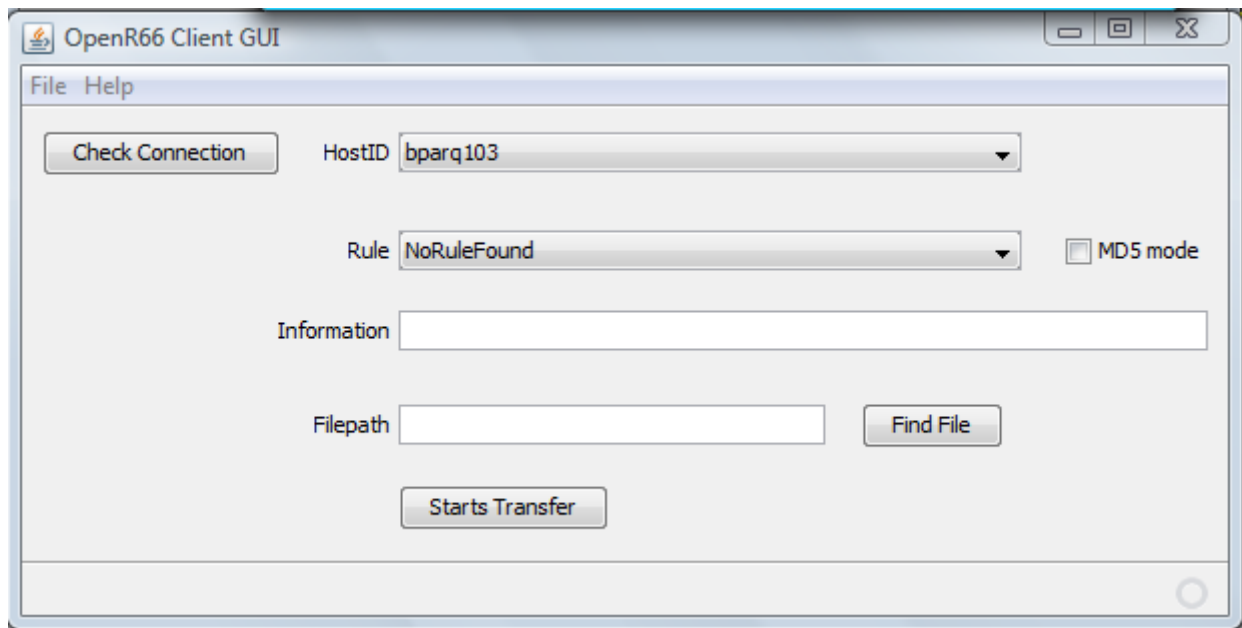 OpenR66 Client GUI
File Help
Check Connection HostID bparq103
Rule NoRuleFound MD5 mode
Information
Filepath Find File
Starts Transfer